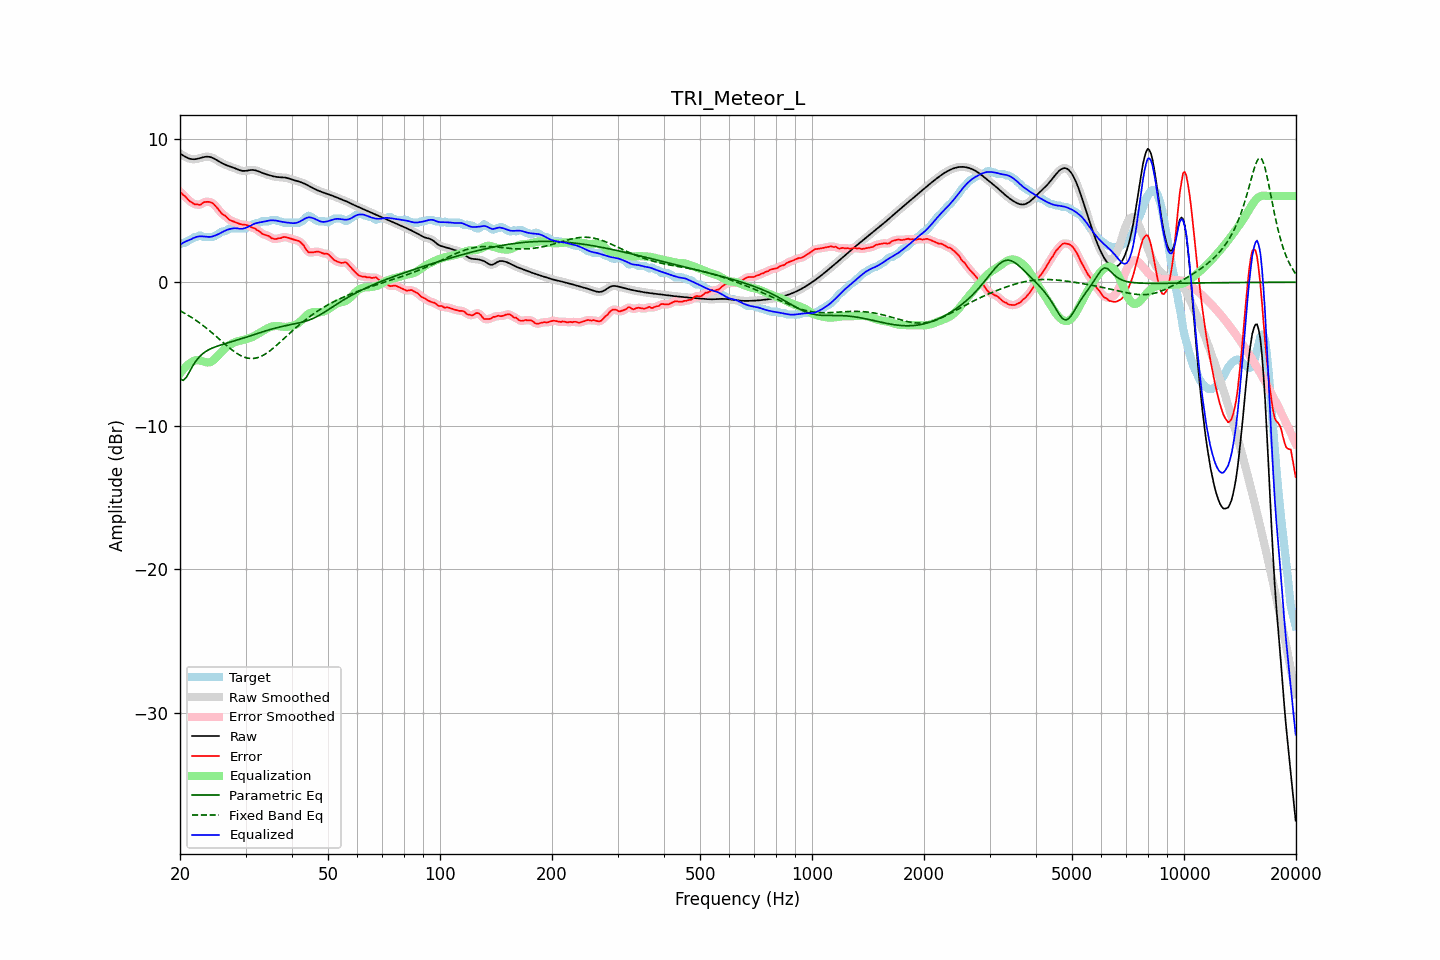 TRI_Meteor_L
10
0
−10
−20
−30
Amplitude (dBr)
Target
Raw Smoothed
Error Smoothed
Raw
Error
Equalization
Parametric Eq
Fixed Band Eq
Equalized
20 50 100 200 500 1000 2000 5000 10000 20000
Frequency (Hz)